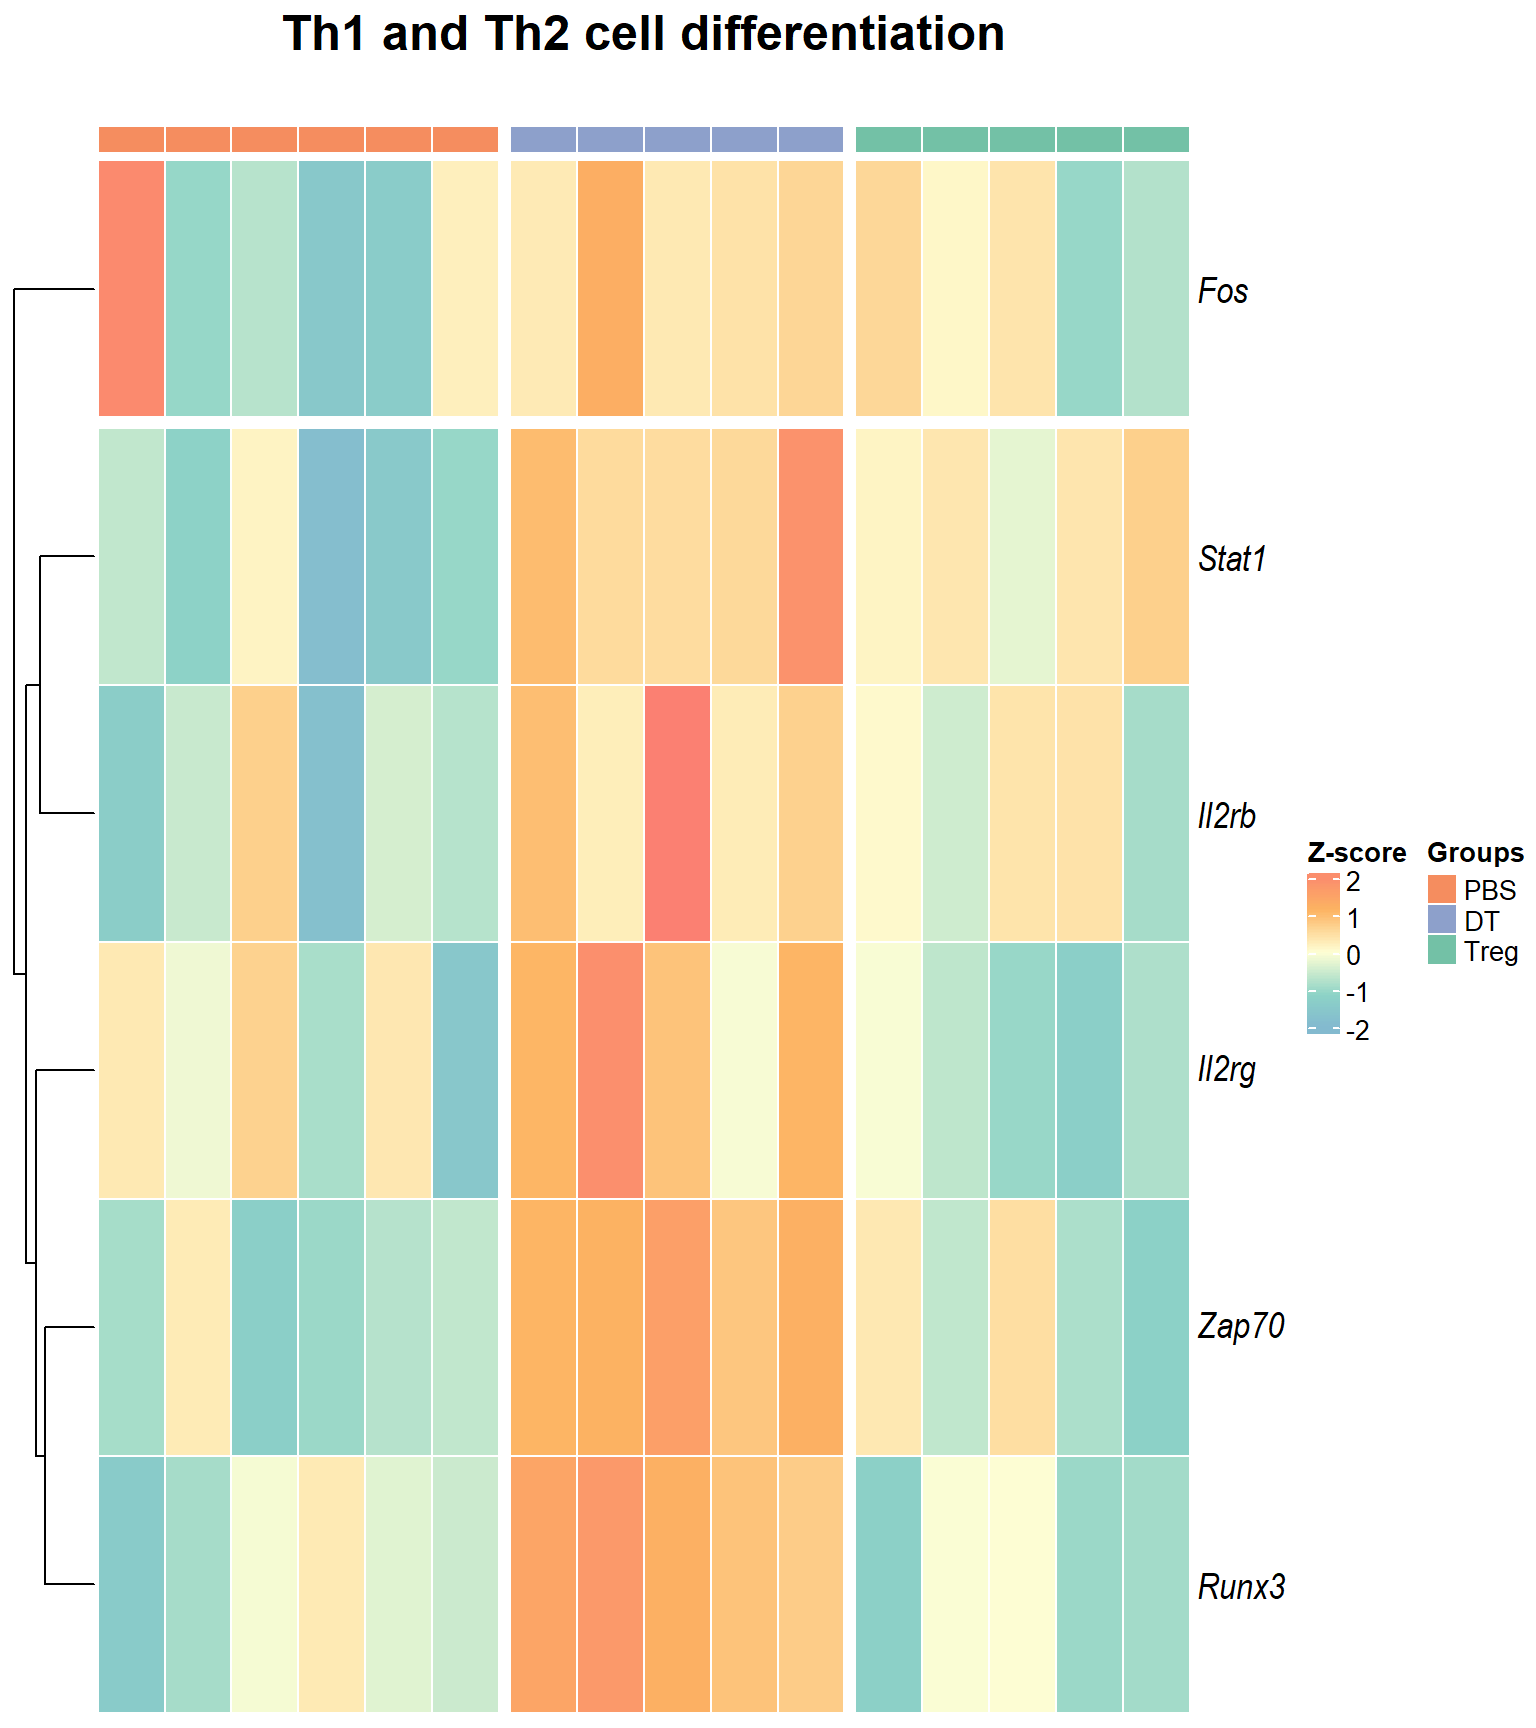 Th1 and Th2 cell differentiation
Fos
Stat1
Il2rb
Il2rg
Zap70
Runx3
Z-score
2
1
0
-1
-2
Groups
PBS
DT
Treg